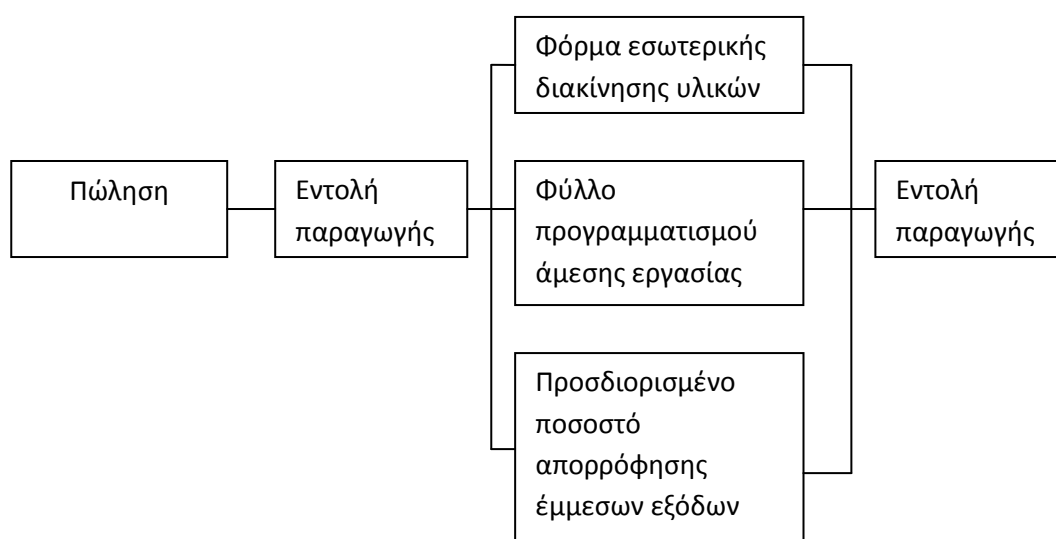 Πώληση
Εντολή
παραγωγής
Φόρμα εσωτερικής
διακίνησης υλικών
Φύλλο
προγραμματισμού
άμεσης εργασίας
Προσδιορισμένο
ποσοστό
απορρόφησης
έμμεσων εξόδων
Εντολή
παραγωγής